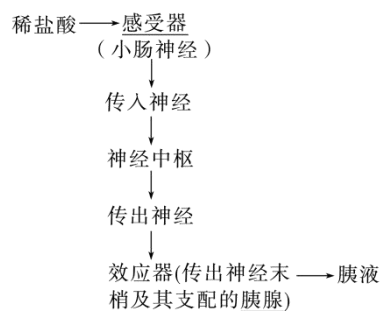 稀盐酸→感受器
(小肠神经)
传入神经
神经中枢
传出神经
效应器(传出神经末→胰液
梢及其支配的胰腺)